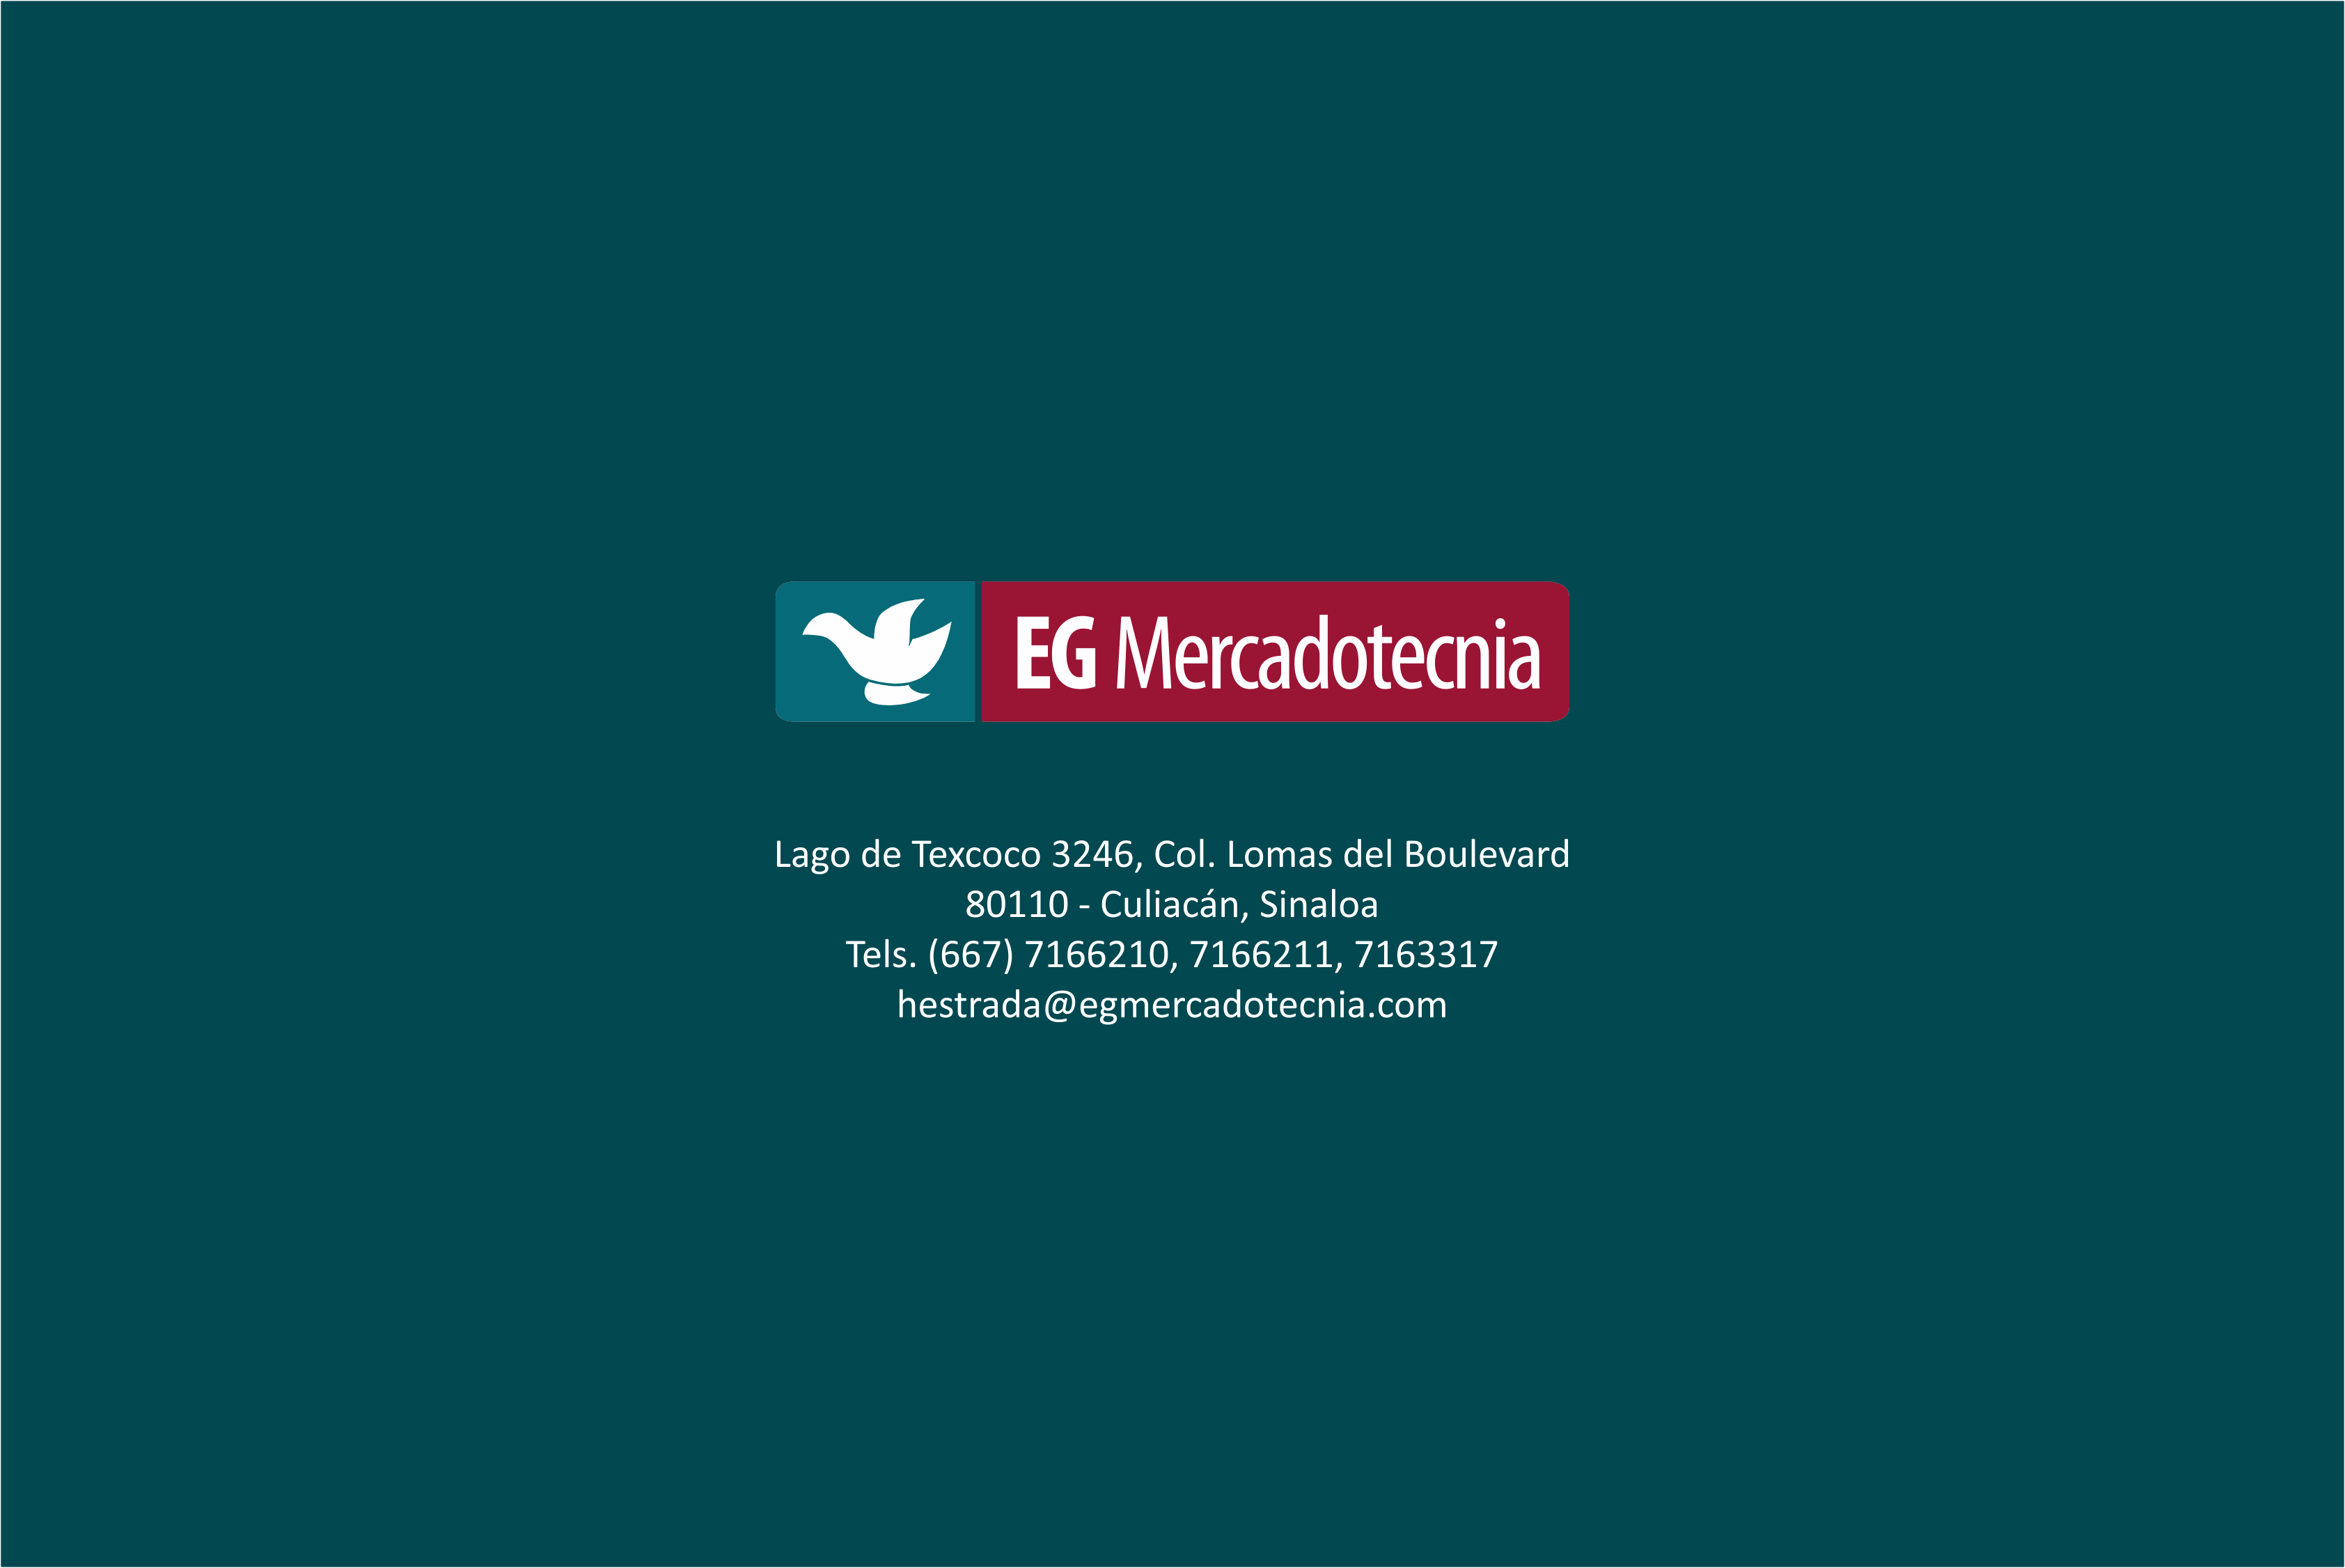 EG Mercadotecnia
Lago de Texcoco 3246, Col. Lomas del Boulevard
80110 - Culiacán, Sinaloa
Tels. (667) 7166210, 7166211, 7163317
hestrada@egmercadotecnia.com